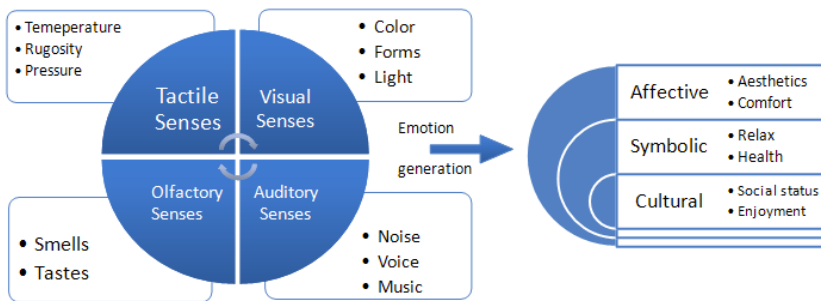 • Temeperature
• Rugosity
• Pressure
Tactile
Senses
Visual
Senses
• Color
• Forms
• Light
Olfactory
Senses
Auditory
Senses
• Smells
• Tastes
• Noise
• Voice
• Music
Emotion
generation
Affective
• Aesthetics
• Comfort
Symbolic
• Relax
• Health
Cultural
• Social status
• Enjoyment